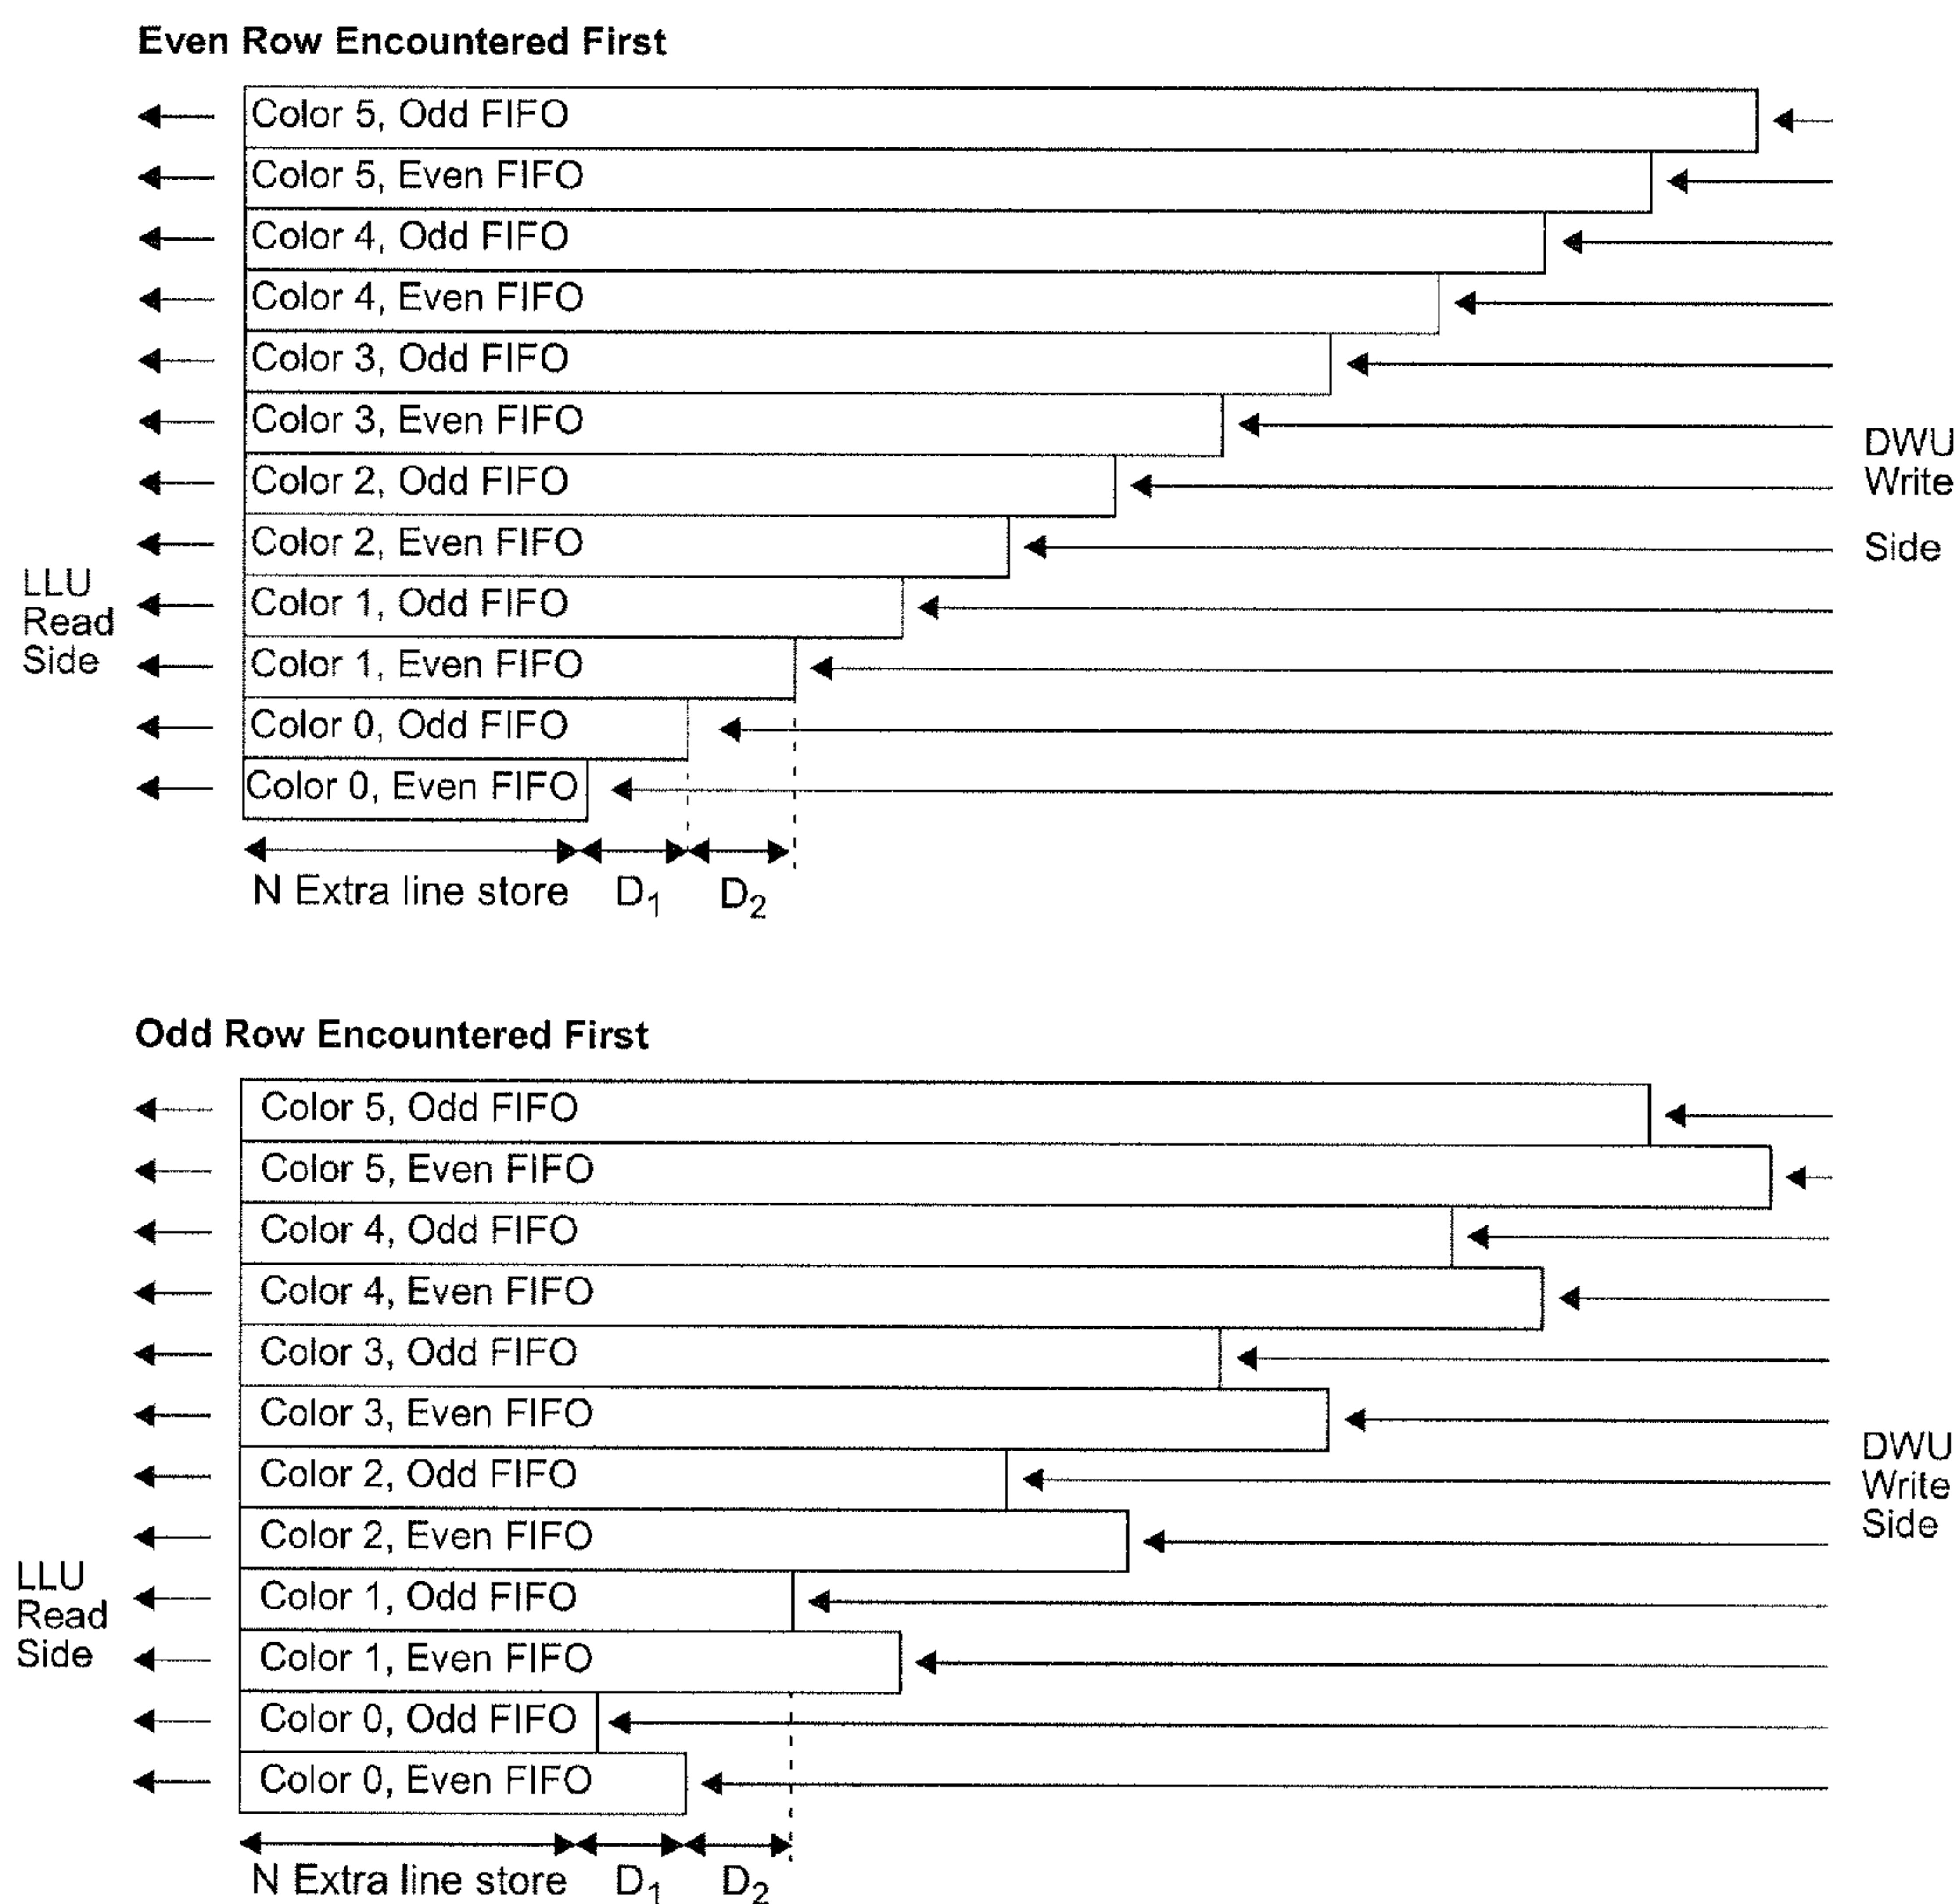 Even Row Encountered First
Color 5, Odd FIFO
Color 5, Even FIFO
Color 4, Odd FIFO
Color 4, Even FIFO
Color 3, Odd FIFO
Color 3, Even FIFO
Color 2, Odd FIFO
Color 2, Even FIFO
Color 1, Odd FIFO
Color 1, Even FIFO
Color 0, Odd FIFO
Color 0, Even FIFO
LLU
Read
Side
DWU
Write
Side
N Extra line store D1 D2
Odd Row Encountered First
Color 5, Odd FIFO
Color 5, Even FIFO
Color 4, Odd FIFO
Color 4, Even FIFO
Color 3, Odd FIFO
Color 3, Even FIFO
Color 2, Odd FIFO
Color 2, Even FIFO
Color 1, Odd FIFO
Color 1, Even FIFO
Color 0, Odd FIFO
Color 0, Even FIFO
LLU
Read
Side
DWU
Write
Side
N Extra line store D1 D2